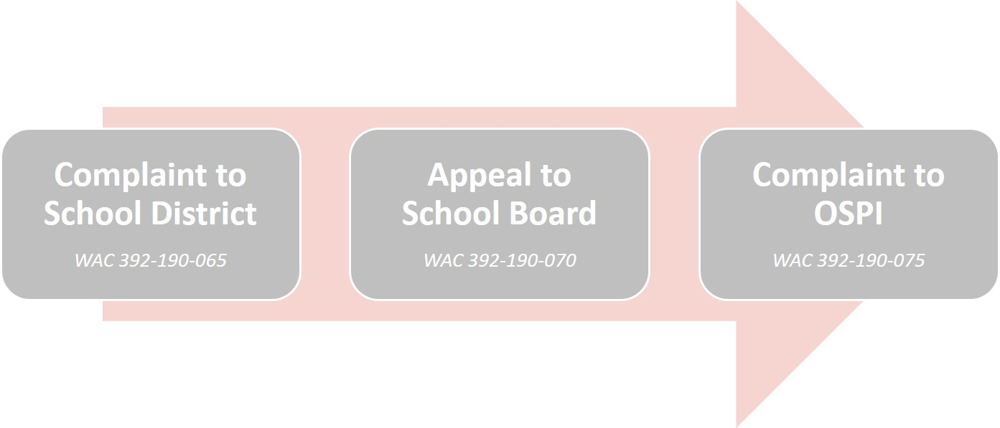 Complaint to
School District
WAC 392-190-065
Appeal to
School Board
WAC 392-190-070
Complaint to
OSPI
WAC 392-190-075